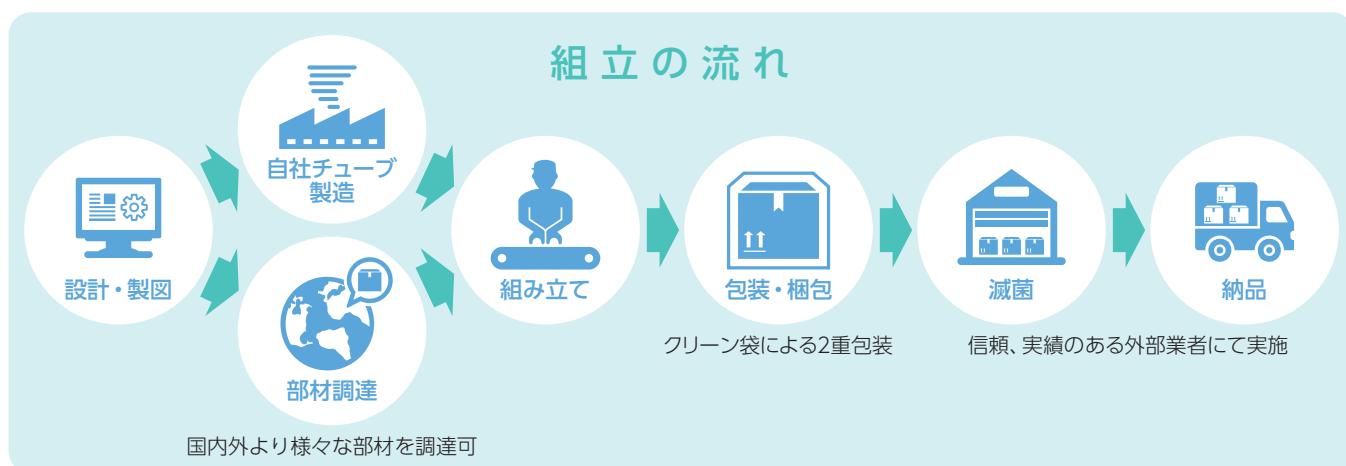 組立の流れ
自社チューブ
製造
設計・製図
組み立て
包装・梱包
滅菌
納品
クリーン袋による2重包装
信頼、実績のある外部業者にて実施
部材調達
国内外より様々な部材を調達可